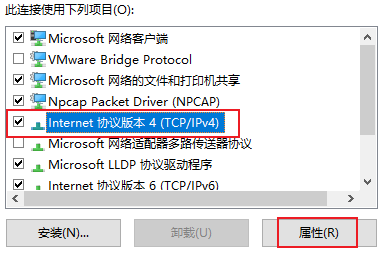 此连接使用下列项目(O):
Microsoft 网络客户端
VMware Bridge Protocol
Microsoft 网络的文件和打印机共享
Npcap Packet Driver (NPCAP)
Internet 协议版本 4 (TCP/IPv4)
Microsoft 网络适配器多路传送器协议
Microsoft LLDP 协议驱动程序
Internet 协议版本 6 (TCP/IPv6)
安装(N)...
卸载(U)
属性(R)